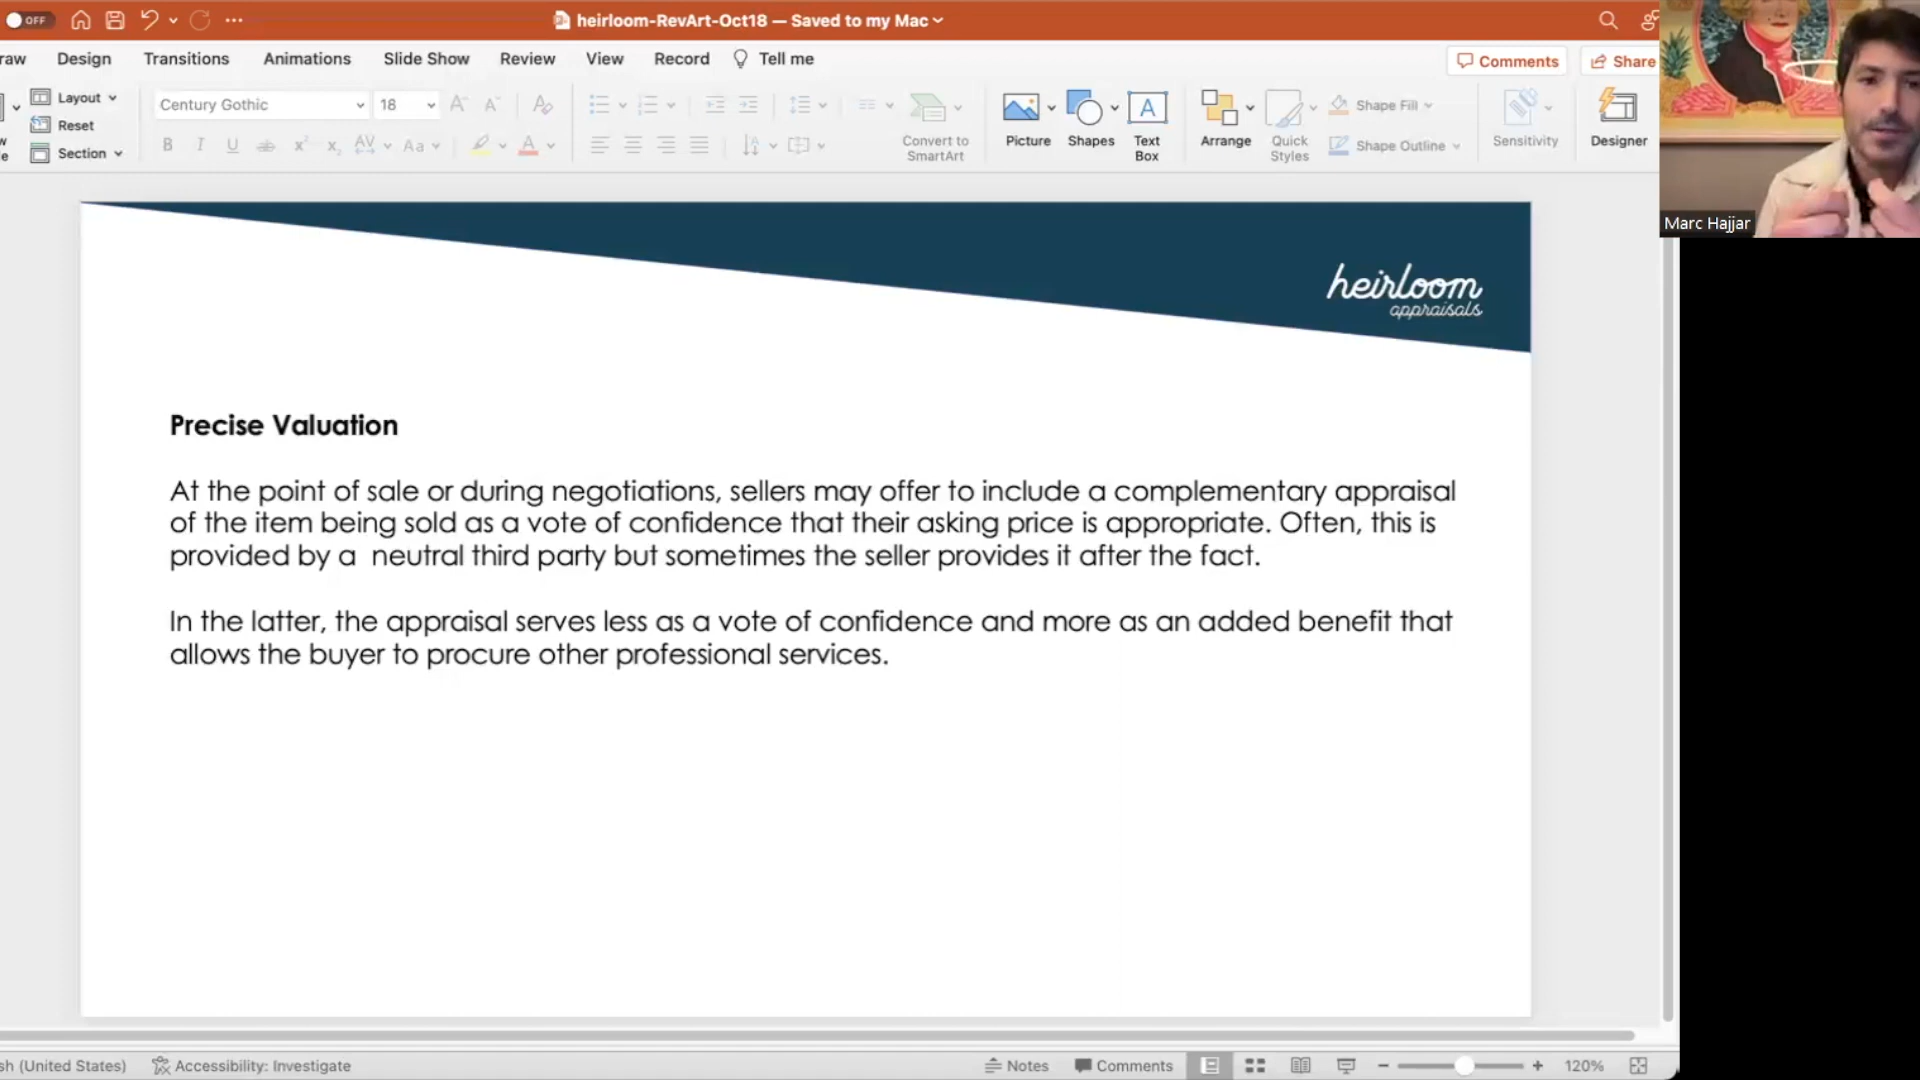 OFF
heirloom-RevArt-Oct18 — Saved to my Mac
raw Design Transitions Animations Slide Show Review View Record Tell me
Comments Share
Layout
Reset
Section
Century Gothic 18
Convert to
SmartArt
Picture
Shapes
Text
Box
Arrange
Quick
Styles
Shape Fill
Shape Outline
Sensitivity
Designer
Marc Hajjar
heirloom
appraisals
Precise Valuation
At the point of sale or during negotiations, sellers may offer to include a complementary appraisal
of the item being sold as a vote of confidence that their asking price is appropriate. Often, this is
provided by a  neutral third party but sometimes the seller provides it after the fact.
In the latter, the appraisal serves less as a vote of confidence and more as an added benefit that
allows the buyer to procure other professional services.
sh (United States) Accessibility: Investigate Notes Comments 120%